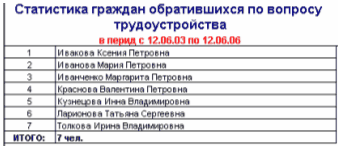 Статистика граждан обратившихся по вопросу
трудоустройства
в перид с 12.06.03 по 12.06.06
1 Ивакова Ксения Петровна
2 Иванова Мария Петровна
3 Иванченко Маргарита Петровна
4 Краснова Валентина Петровна
5 Кузнецова Инна Владимировна
6 Ларионова Татьяна Сергеевна
7 Толкова Ирина Владимировна
ИТОГО: 7 чел.